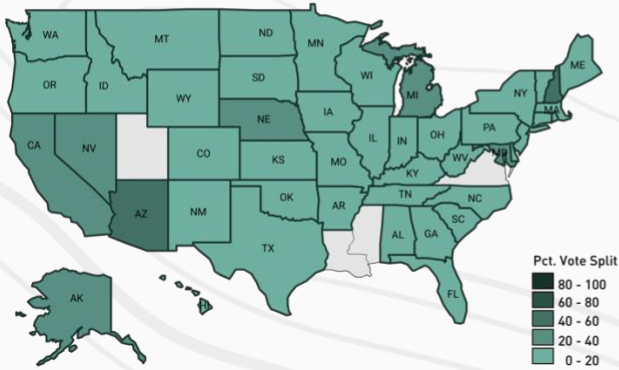 WA
MT
ND
MN
ME
OR
ID
SD
WI
MI
NY
MA
WY
IA
PA
CA
NV
NE
IL
IN
OH
MD
CO
KS
MO
KY
WV
AZ
NM
OK
AR
TN
NC
SC
TX
AL
GA
FL
AK
HI
Pct. Vote Split
80 - 100
60 - 80
40 - 60
20 - 40
0 - 20